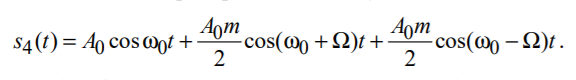 s₄(t) = A₀ cos ω₀t + A₀m/2 cos(ω₀ + Ω)t + A₀m/2 cos(ω₀ − Ω)t .